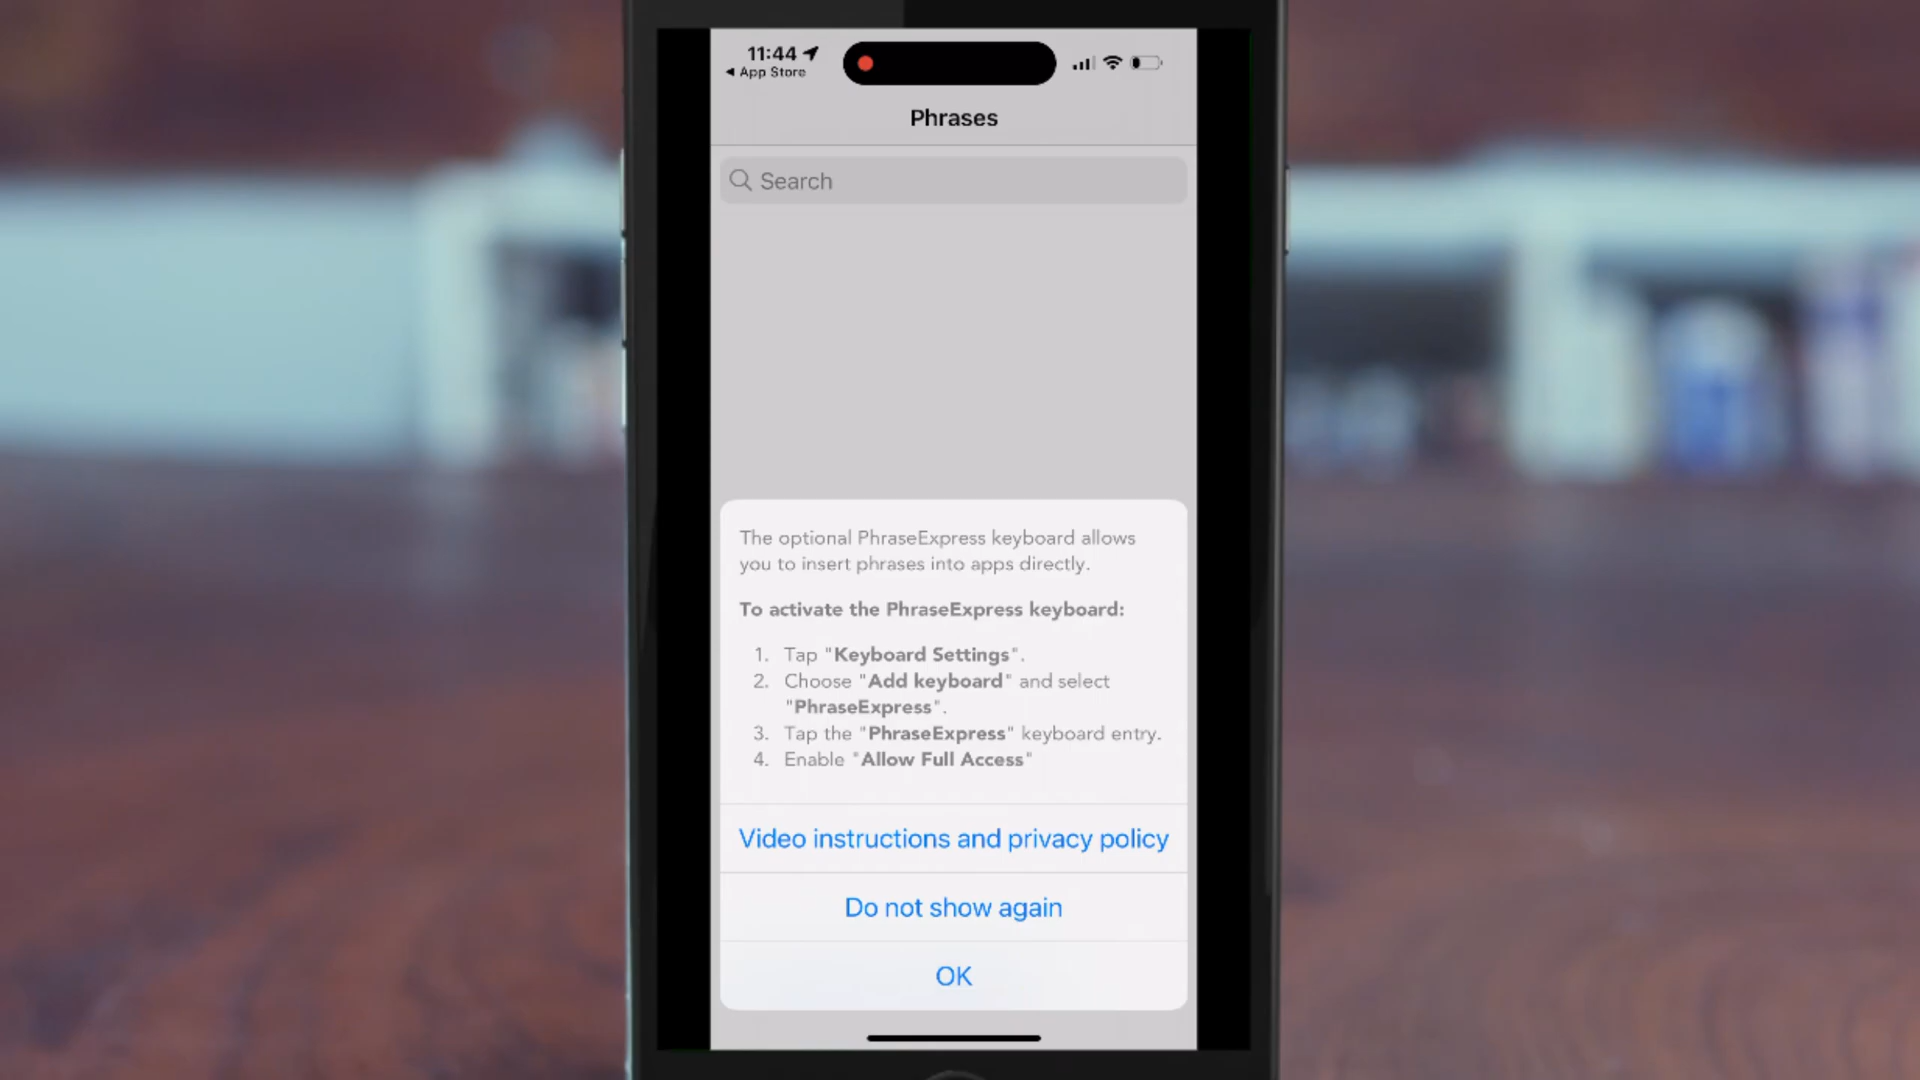 11:44
◀ App Store
Phrases
Search
The optional PhraseExpress keyboard allows
you to insert phrases into apps directly.
To activate the PhraseExpress keyboard:
1. Tap "Keyboard Settings".
2. Choose "Add keyboard" and select
"PhraseExpress".
3. Tap the "PhraseExpress" keyboard entry.
4. Enable "Allow Full Access"
Video instructions and privacy policy
Do not show again
OK